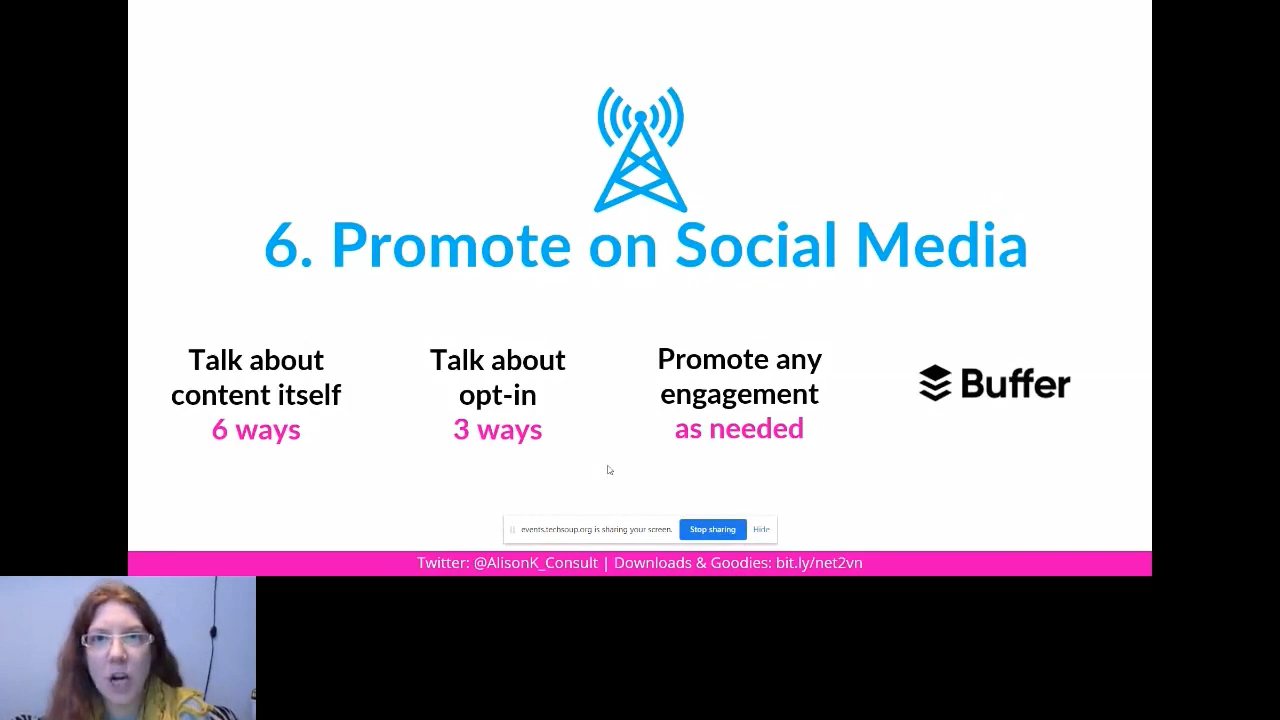 6. Promote on Social Media
Talk about
content itself
6 ways
Talk about
opt-in
3 ways
Promote any
engagement
as needed
Buffer
events.techsoup.org is sharing your screen.
Stop sharing
Hide
Twitter: @AlisonK_Consult | Downloads & Goodies: bit.ly/net2vn